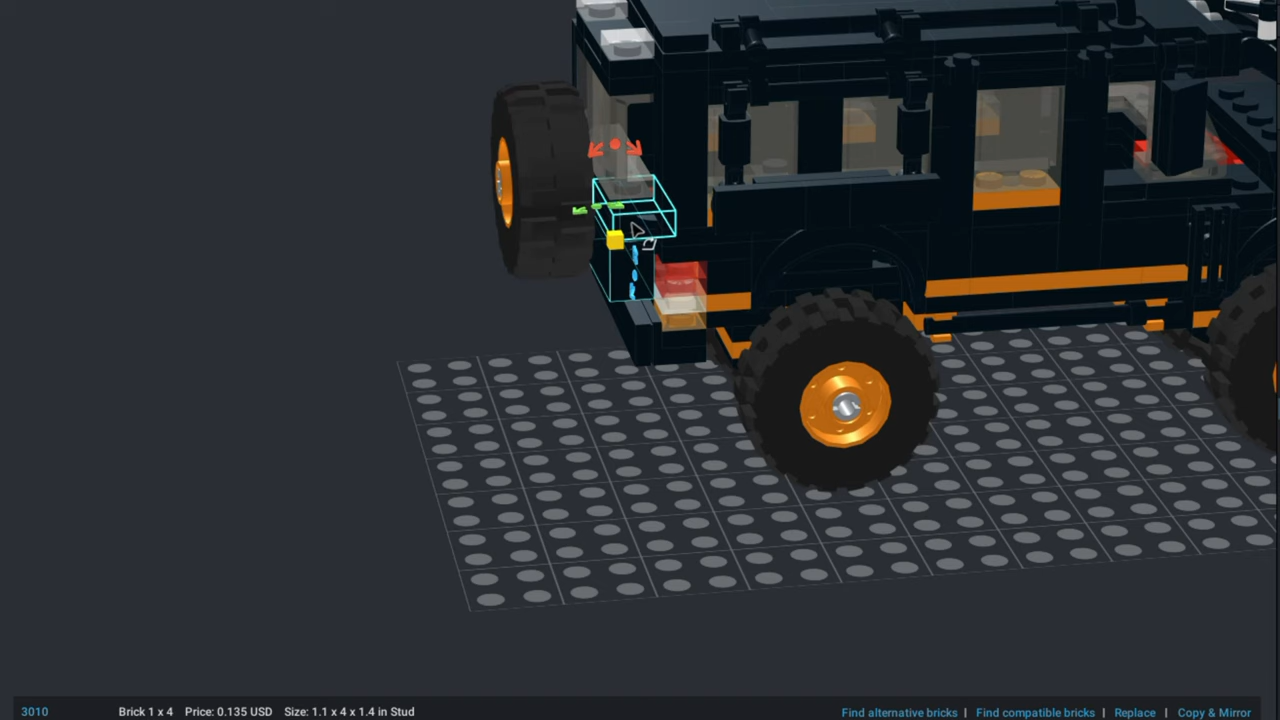 3010 Brick 1 x 4 Price: 0.135 USD Size: 1.1 x 4 x 1.4 in Stud Find alternative bricks | Find compatible bricks | Replace | Copy & Mirror